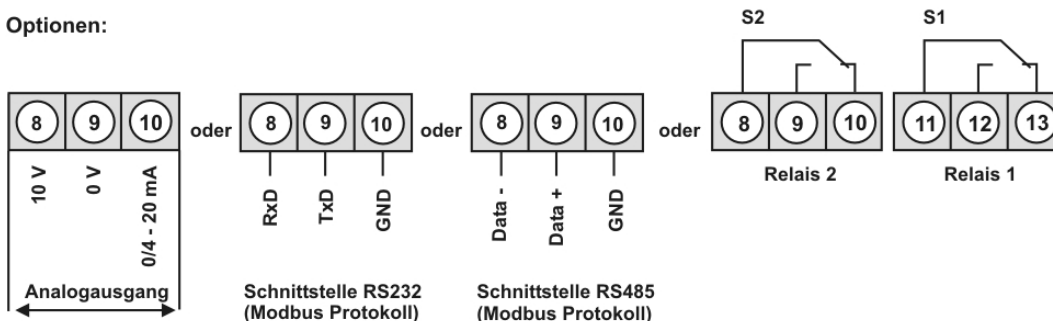 Optionen:
S2 S1
8 9 10 oder 8 9 10 oder 8 9 10 oder 8 9 10 11 12 13
10 V
0 V
0/4 - 20 mA
Analogausgang
RxD
TxD
GND
Schnittstelle RS232
(Modbus Protokoll)
Data -
Data +
GND
Schnittstelle RS485
(Modbus Protokoll)
Relais 2
Relais 1